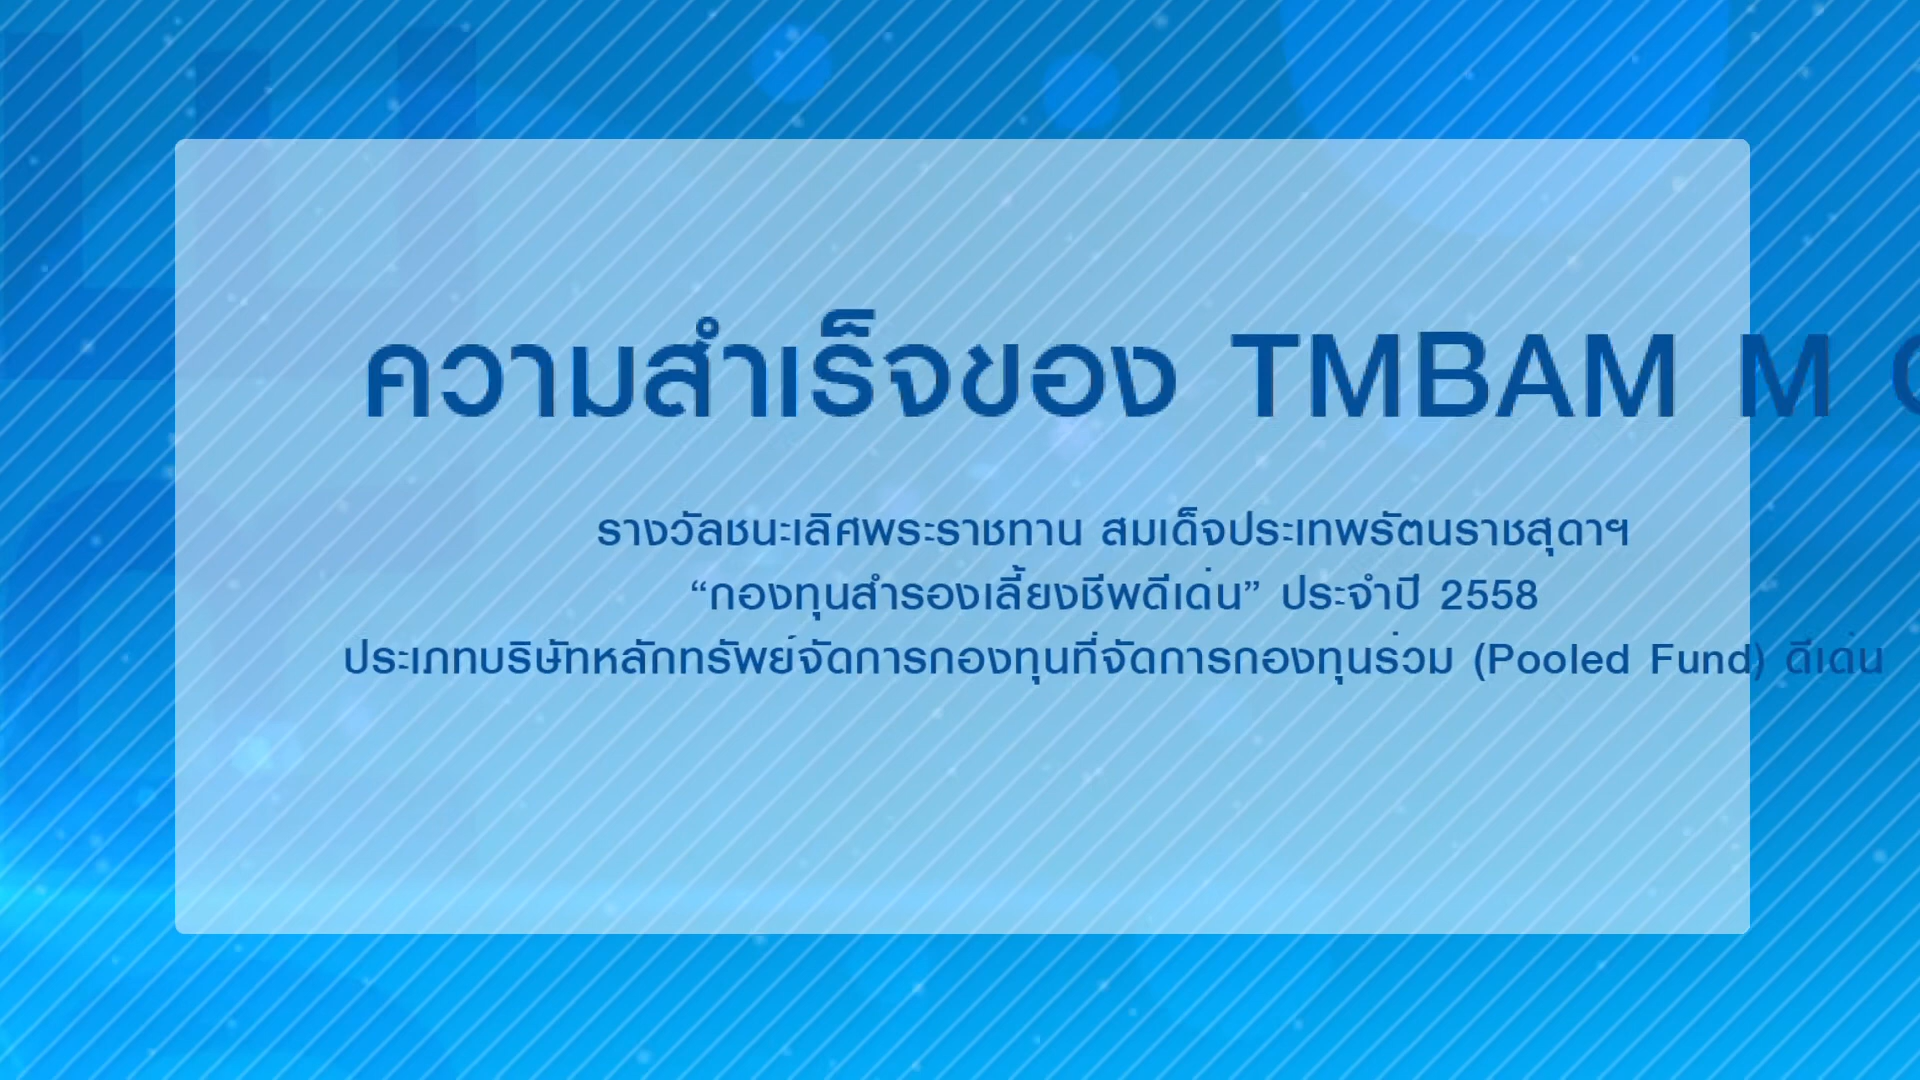 ความสำเร็จของ TMBAM M
รางวัลชนะเลิศพระราชทาน สมเด็จประเทพรัตนราชสุดาฯ
“กองทุนสำรองเลี้ยงชีพดีเด่น” ประจำปี 2558
ประเภทบริษัทหลักทรัพย์จัดการกองทุนที่จัดการกองทุนร่วม (Pooled Fund) ดีเด่น